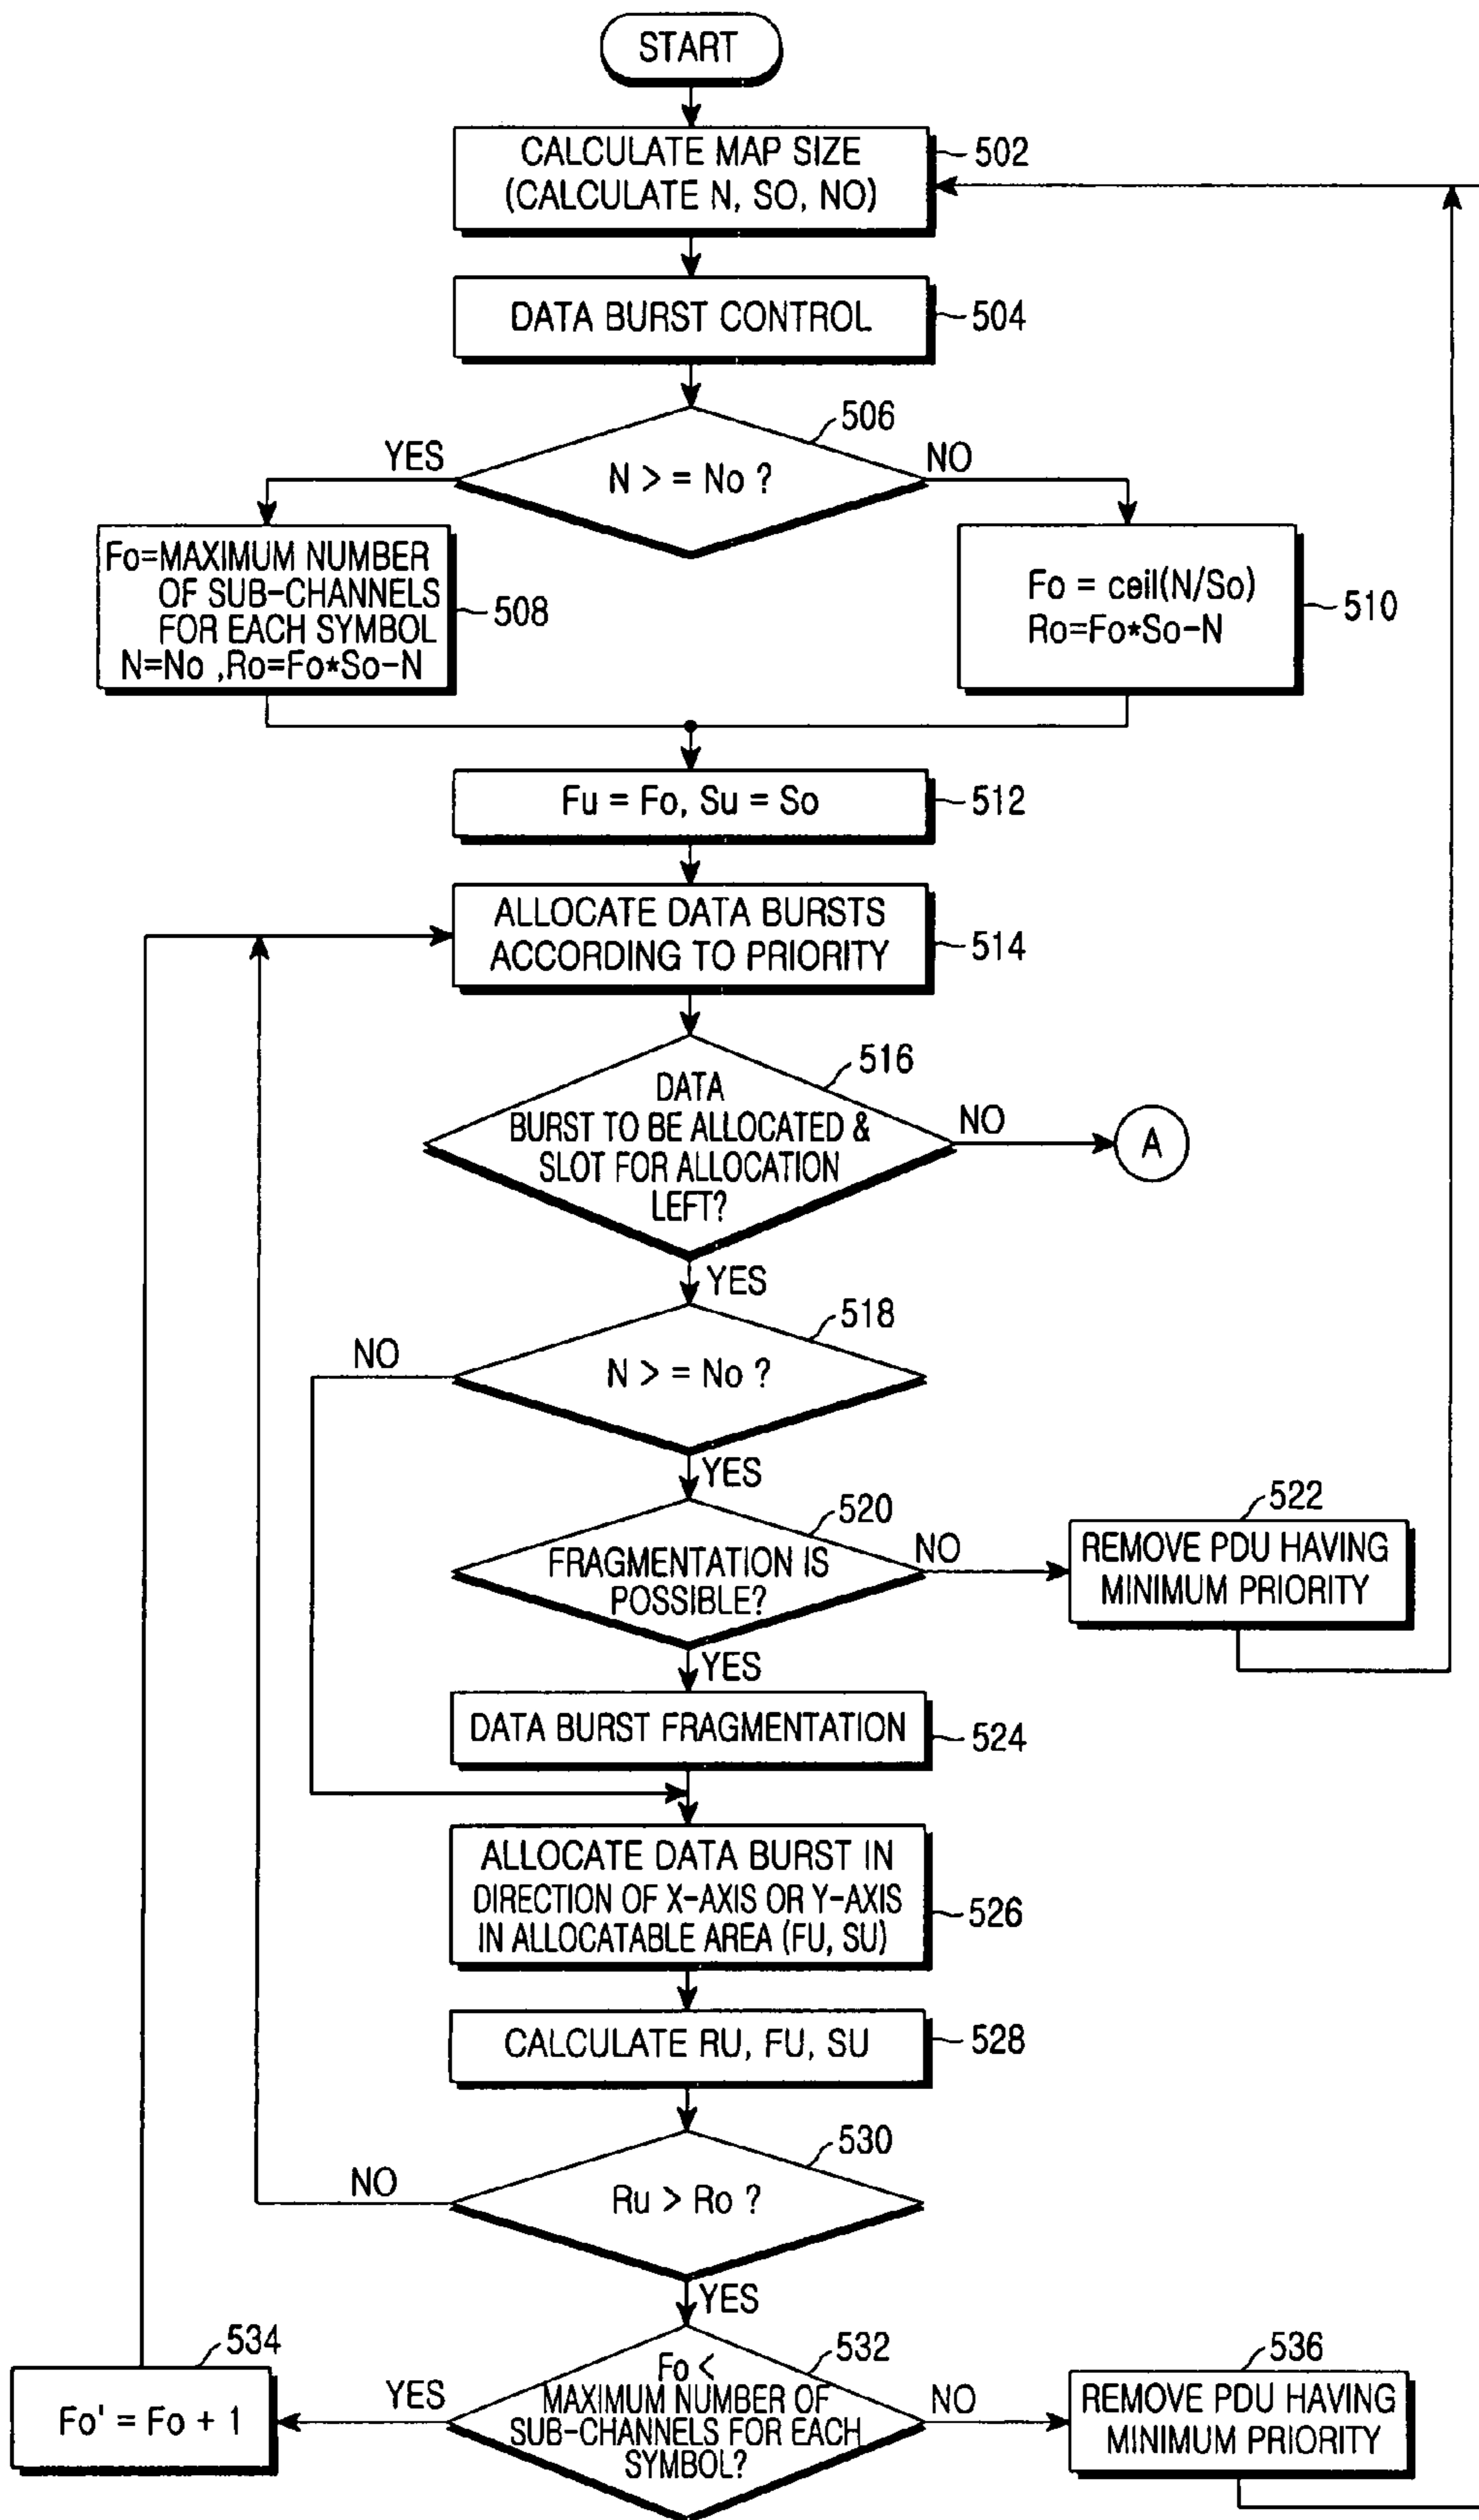 START
CALCULATE MAP SIZE
(CALCULATE N, SO, NO)
502
DATA BURST CONTROL
504
506
YES
N > = No ?
NO
Fo=MAXIMUM NUMBER
OF SUB-CHANNELS
FOR EACH SYMBOL
N=No ,Ro=Fo*So-N
508
Fo = ceil(N/So)
Ro=Fo*So-N
510
Fu = Fo, Su = So
512
ALLOCATE DATA BURSTS
ACCORDING TO PRIORITY
514
516
DATA
BURST TO BE ALLOCATED &
SLOT FOR ALLOCATION
LEFT?
NO
A
YES
518
NO
N > = No ?
YES
520
FRAGMENTATION IS
POSSIBLE?
NO
522
REMOVE PDU HAVING
MINIMUM PRIORITY
YES
DATA BURST FRAGMENTATION
524
ALLOCATE DATA BURST IN
DIRECTION OF X-AXIS OR Y-AXIS
IN ALLOCATABLE AREA (FU, SU)
526
CALCULATE RU, FU, SU
528
530
NO
Ru > Ro ?
YES
532
Fo <
MAXIMUM NUMBER OF
SUB-CHANNELS FOR EACH
SYMBOL?
YES
534
Fo' = Fo + 1
NO
536
REMOVE PDU HAVING
MINIMUM PRIORITY